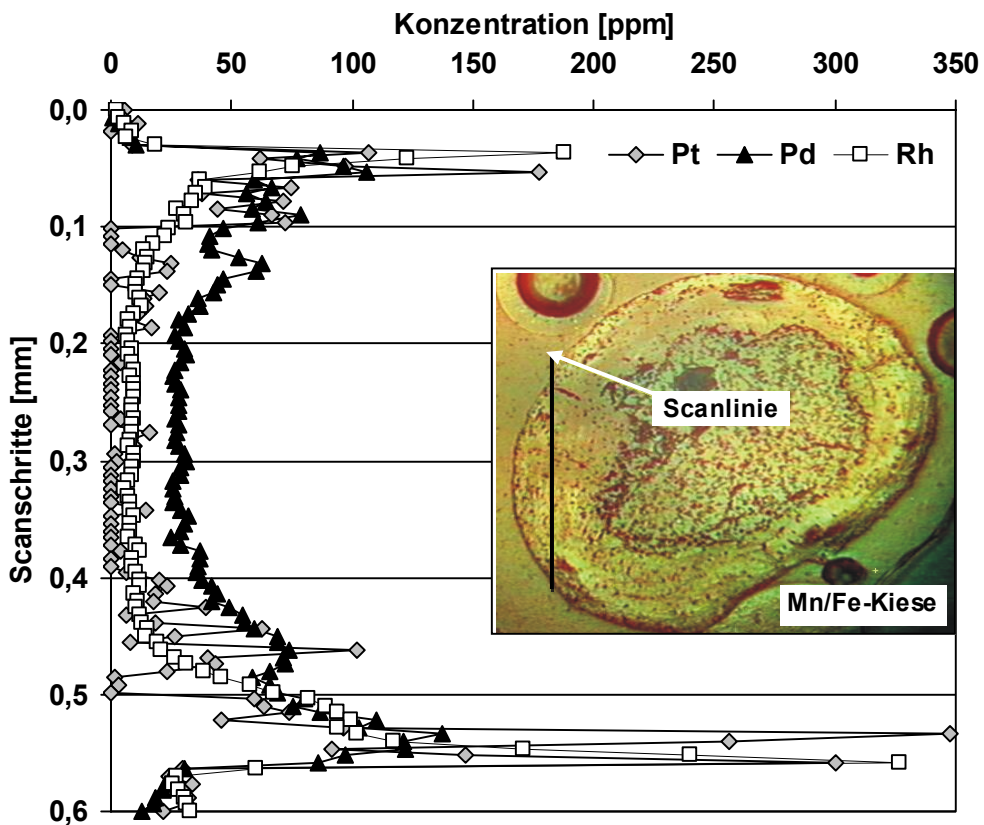 Konzentration [ppm]
0 50 100 150 200 250 300 350
0,0
Pt Pd Rh
0,1
0,2
Scanlinie
0,3
Scanschritte [mm]
0,4
Mn/Fe-Kiese
0,5
0,6